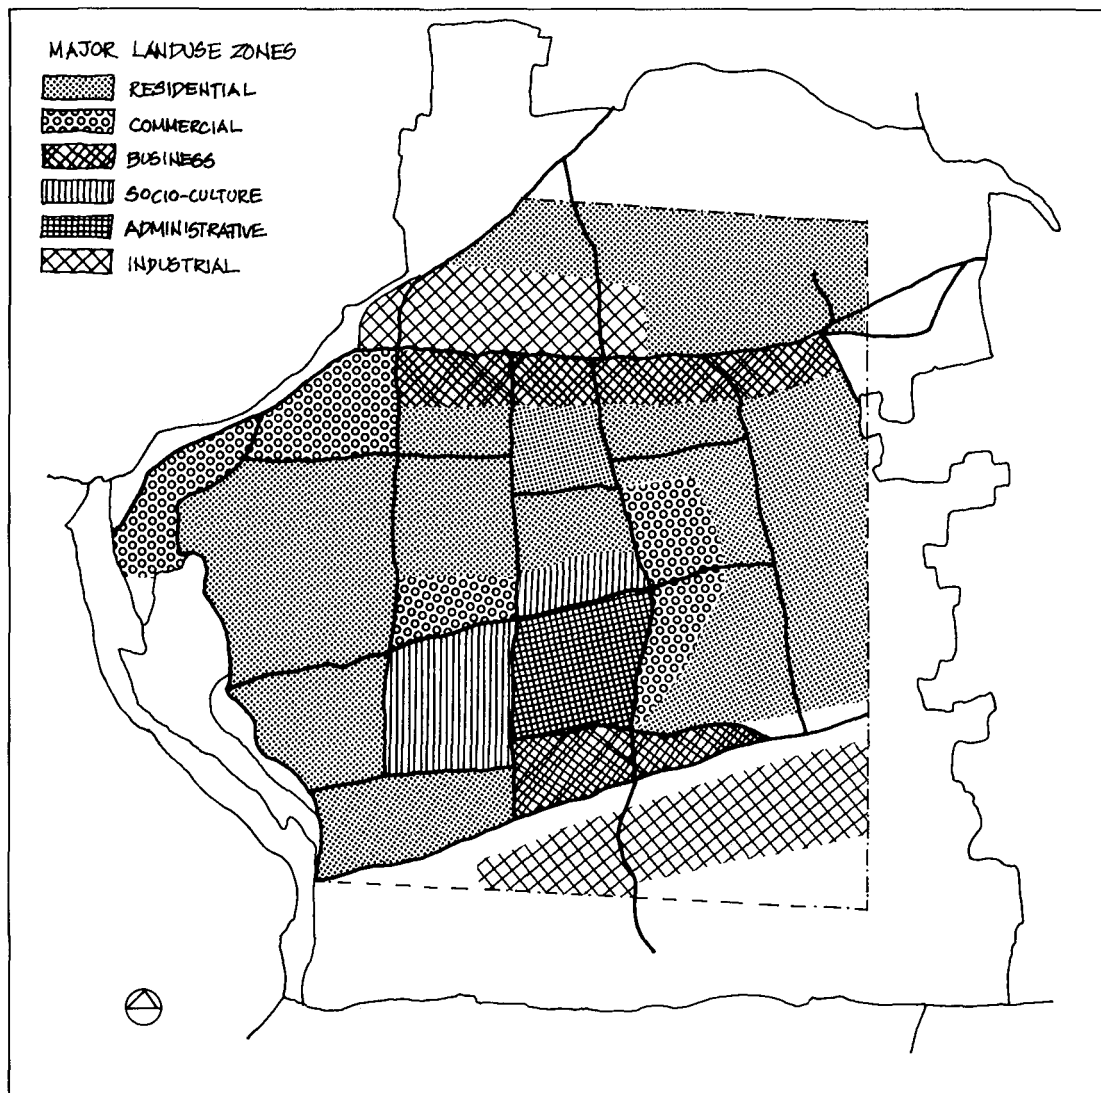 MAJOR LANDUSE ZONES
RESIDENTIAL
COMMERCIAL
BUSINESS
SOCIO-CULTURE
ADMINISTRATIVE
INDUSTRIAL